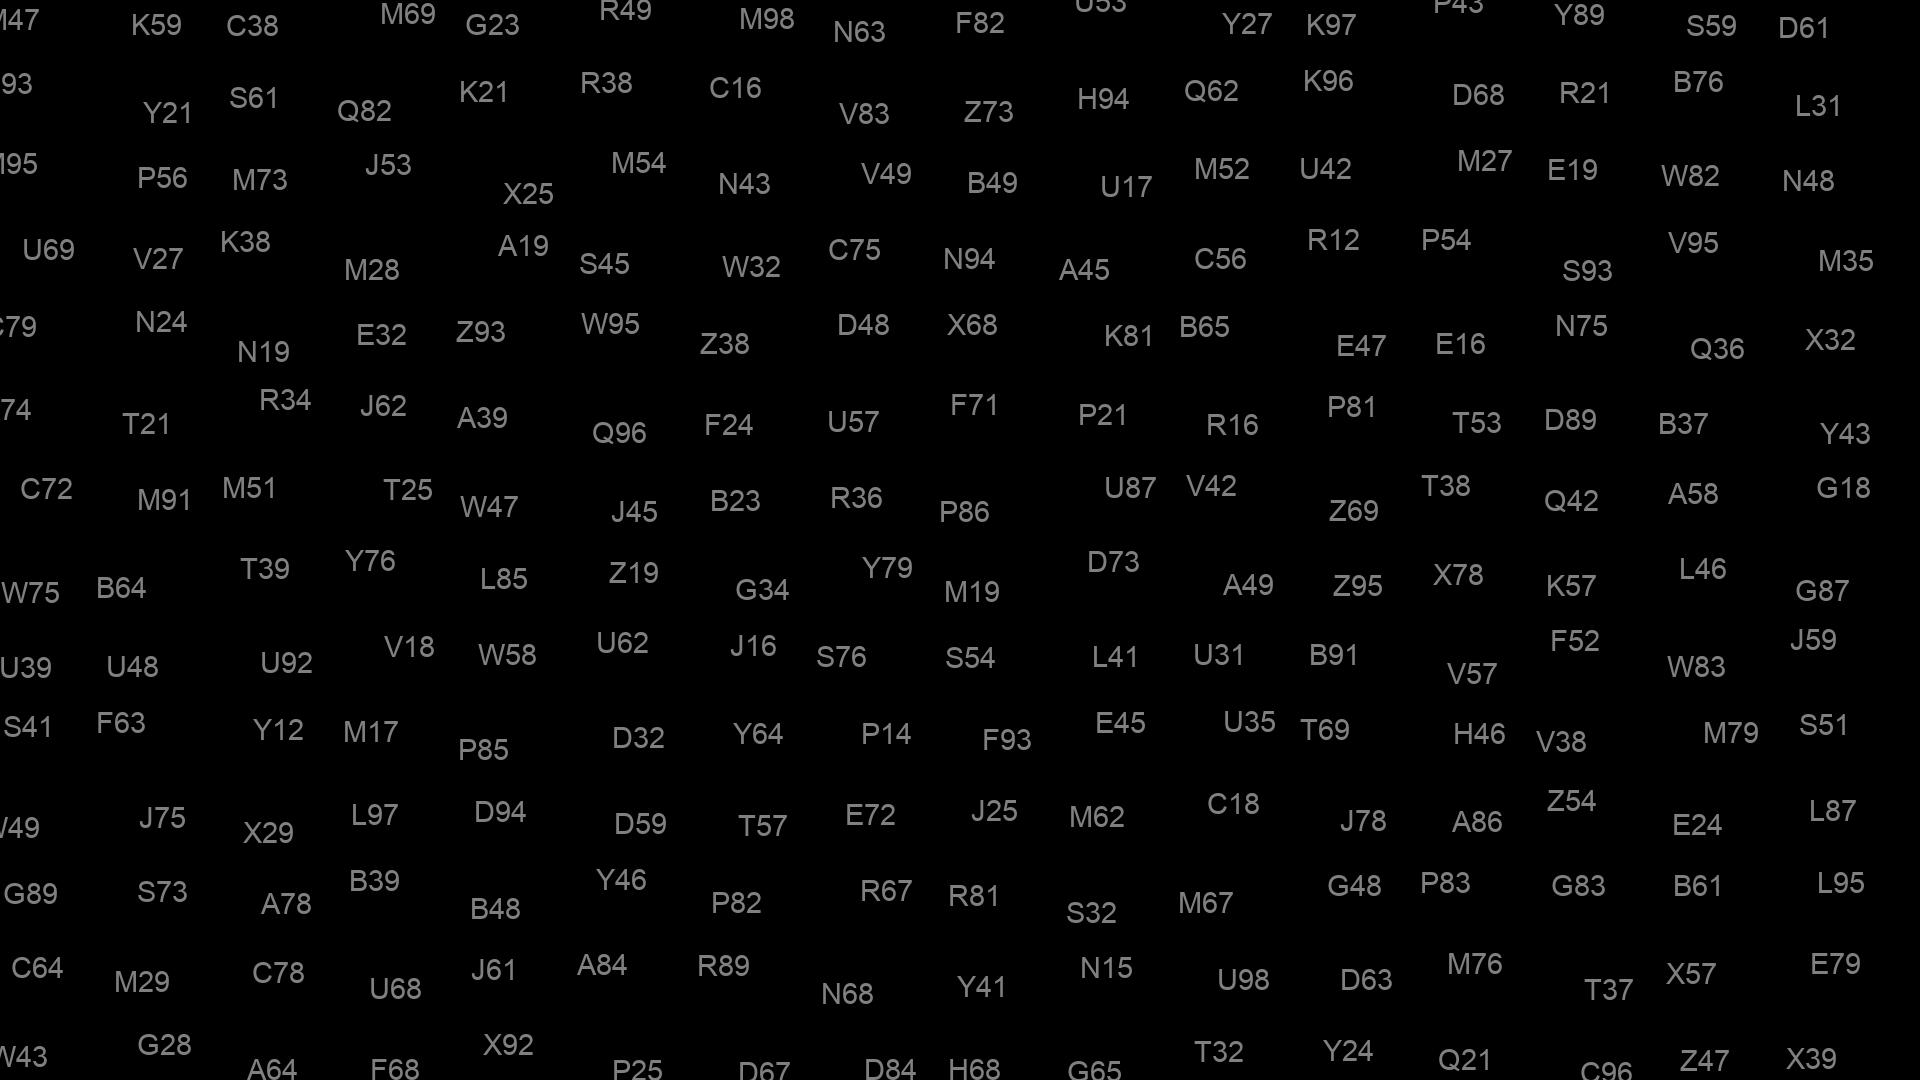 M47 K59 C38 M69 G23 R49 M98 N63 F82 U53 Y27 K97 P43 Y89 S59 D61
93 Y21 S61 Q82 K21 R38 C16 V83 Z73 H94 Q62 K96 D68 R21 B76 L31
M95 P56 M73 J53 X25 M54 N43 V49 B49 U17 M52 U42 M27 E19 W82 N48
U69 V27 K38 M28 A19 S45 W32 C75 N94 A45 C56 R12 P54 S93 V95 M35
C79 N24 N19 E32 Z93 W95 Z38 D48 X68 K81 B65 E47 E16 N75 Q36 X32
74 T21 R34 J62 A39 Q96 F24 U57 F71 P21 R16 P81 T53 D89 B37 Y43
C72 M91 M51 T25 W47 J45 B23 R36 P86 U87 V42 Z69 T38 Q42 A58 G18
W75 B64 T39 Y76 L85 Z19 G34 Y79 M19 D73 A49 Z95 X78 K57 L46 G87
U39 U48 U92 V18 W58 U62 J16 S76 S54 L41 U31 B91 V57 F52 W83 J59
S41 F63 Y12 M17 P85 D32 Y64 P14 F93 E45 U35 T69 H46 V38 M79 S51
49 J75 X29 L97 D94 D59 T57 E72 J25 M62 C18 J78 A86 Z54 E24 L87
G89 S73 A78 B39 B48 Y46 P82 R67 R81 S32 M67 G48 P83 G83 B61 L95
C64 M29 C78 U68 J61 A84 R89 N68 Y41 N15 U98 D63 M76 T37 X57 E79
W43 G28 A64 F68 X92 P25 D67 D84 H68 G65 T32 Y24 Q21 C96 Z47 X39